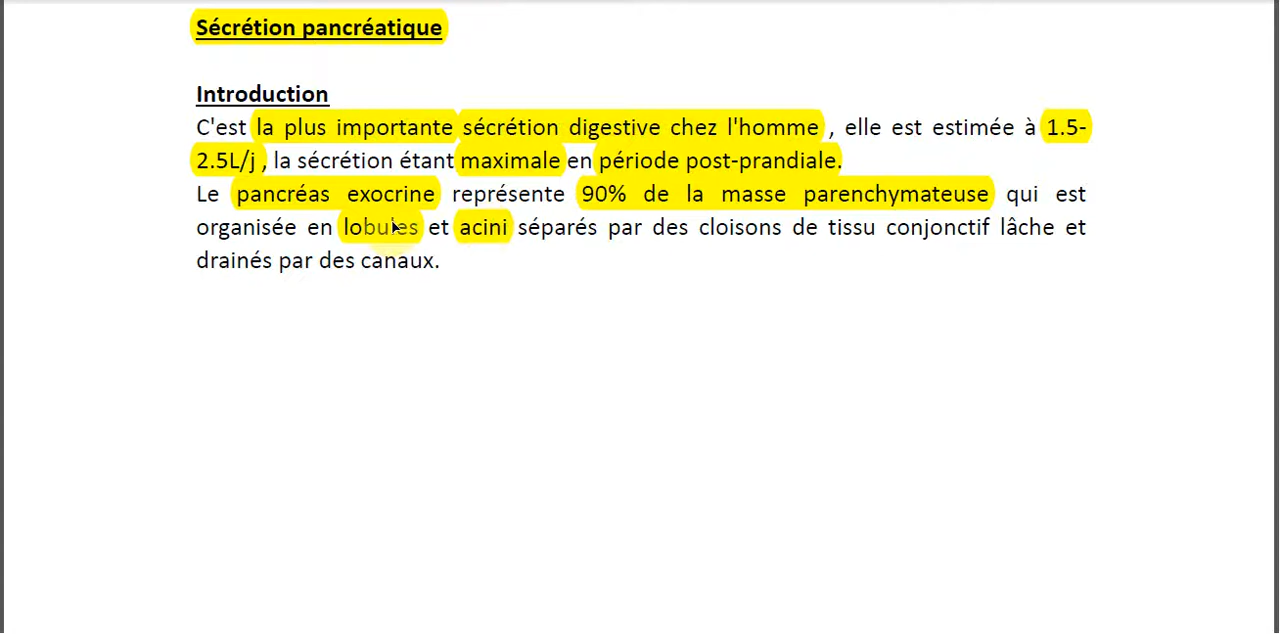 Sécrétion pancréatique
Introduction
C'est la plus importante sécrétion digestive chez l'homme , elle est estimée à 1.5-
2.5L/j , la sécrétion étant maximale en période post-prandiale.
Le pancréas exocrine représente 90% de la masse parenchymateuse qui est
organisée en lobules et acini séparés par des cloisons de tissu conjonctif lâche et
drainés par des canaux.